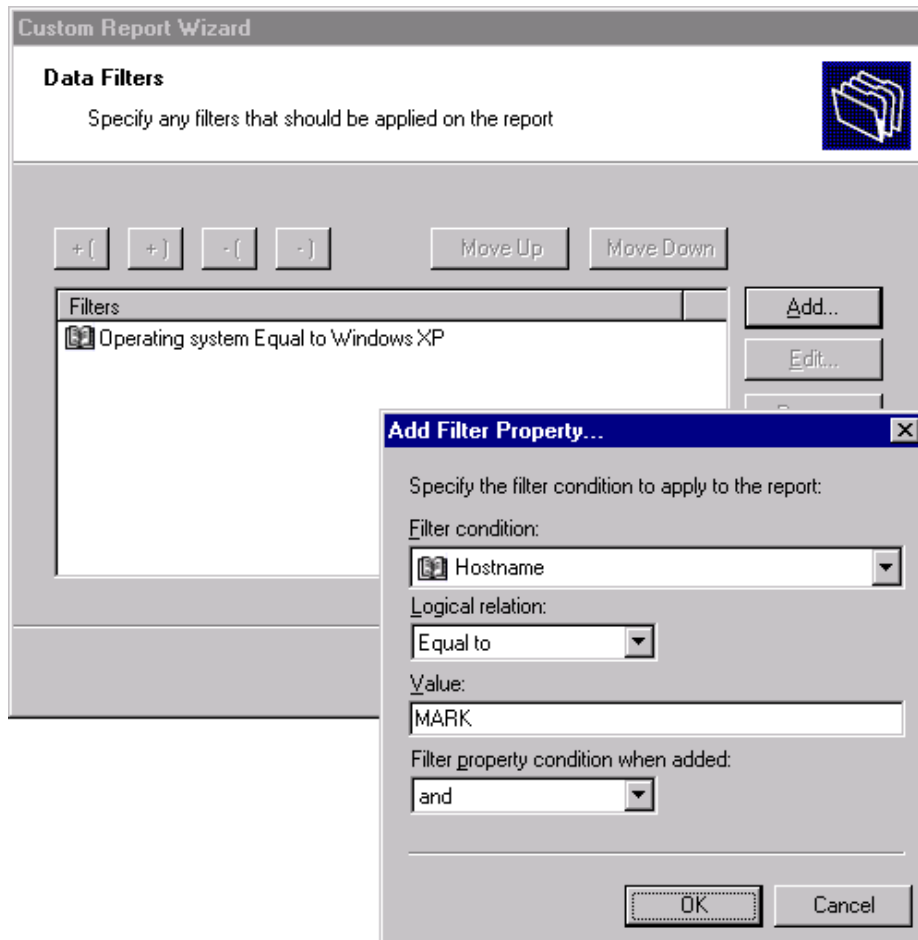 Custom Report Wizard
Data Filters
Specify any filters that should be applied on the report
+ ( + ) - ( - ) Move Up Move Down
Filters Add...
Operating system Equal to Windows XP
Edit...
Add Filter Property...
Specify the filter condition to apply to the report:
Filter condition:
Hostname
Logical relation:
Equal to
Value:
MARK
Filter property condition when added:
and
OK Cancel